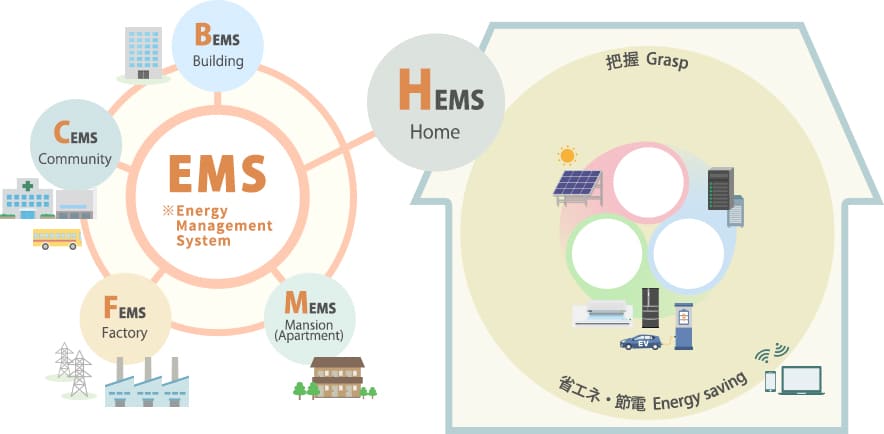 BEMS
Building
CEMS
Community
EMS
※Energy
Management
System
FEMS
Factory
MEMS
Mansion
(Apartment)
HEMS
Home
把握 Grasp
EV
省エネ・節電 Energy saving